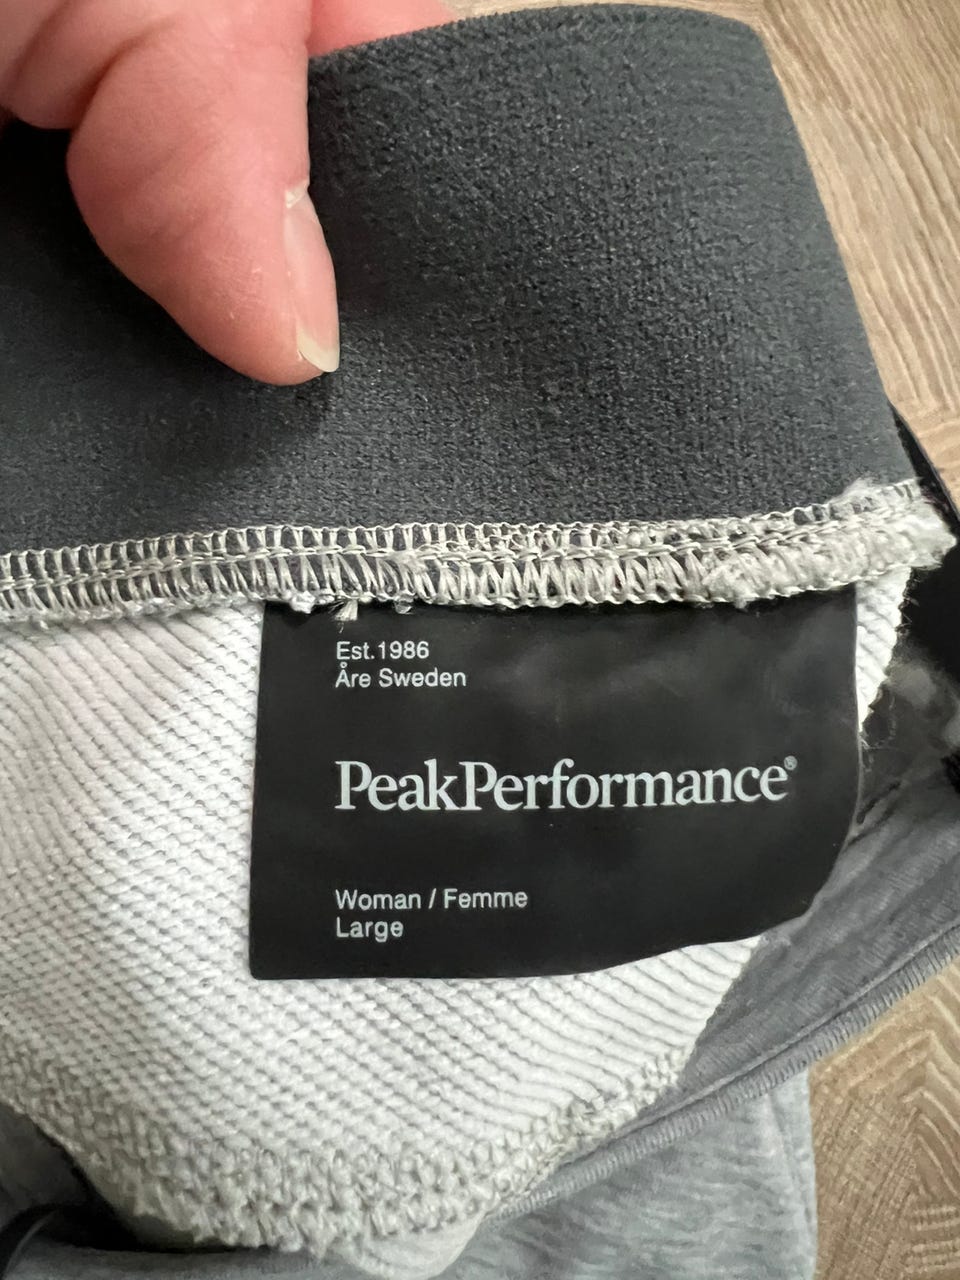 Est.1986
Åre Sweden
PeakPerformance®
Woman / Femme
Large